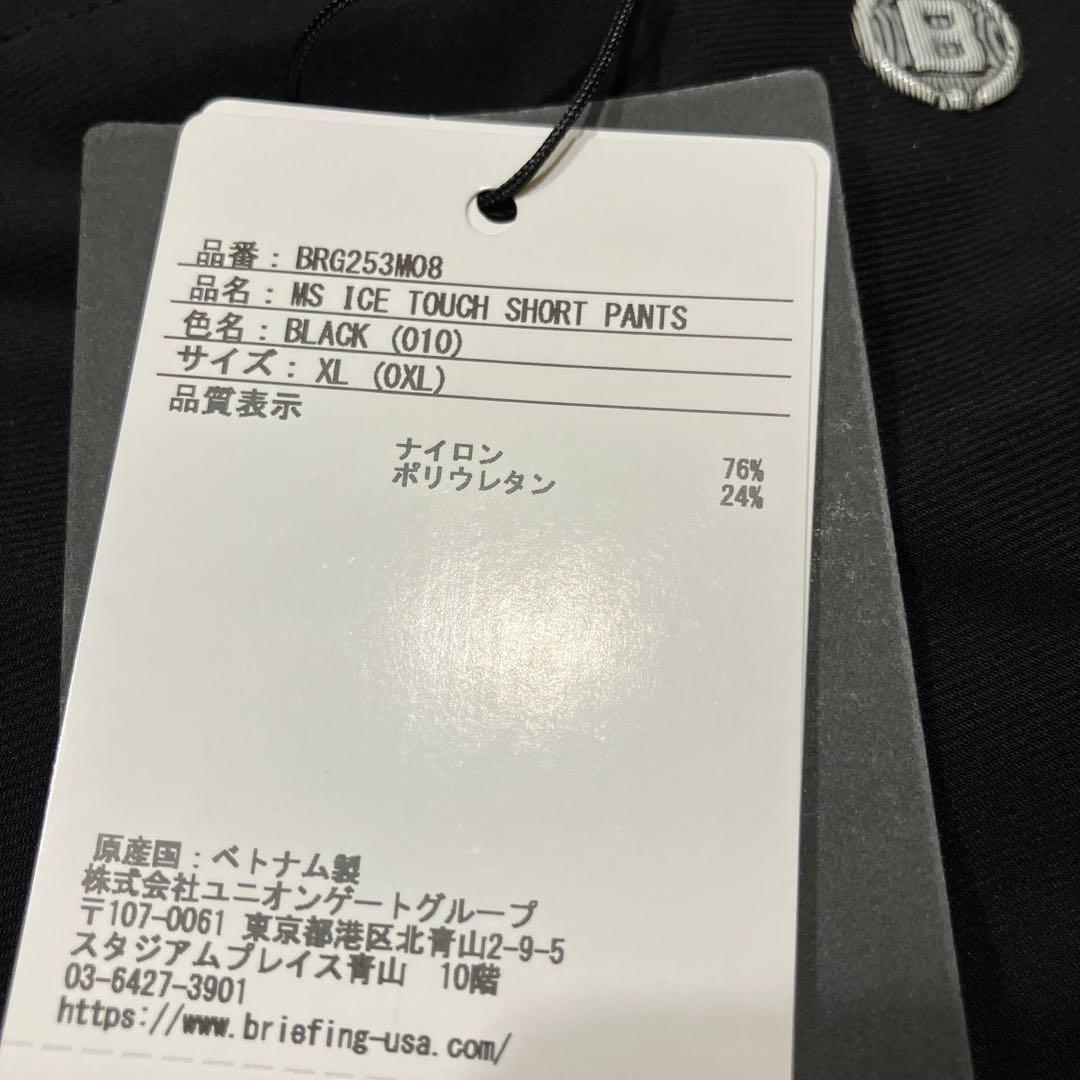 B
品番：BRG253M08
品名：MS ICE TOUCH SHORT PANTS
色名：BLACK (010)
サイズ：XL (0XL)
品質表示
ナイロン 76%
ポリウレタン 24%
原産国：ベトナム製
株式会社ユニオンゲートグループ
〒107-0061 東京都港区北青山2-9-5
スタジアムプレイス青山 10階
03-6427-3901
https://www.briefing-usa.com/